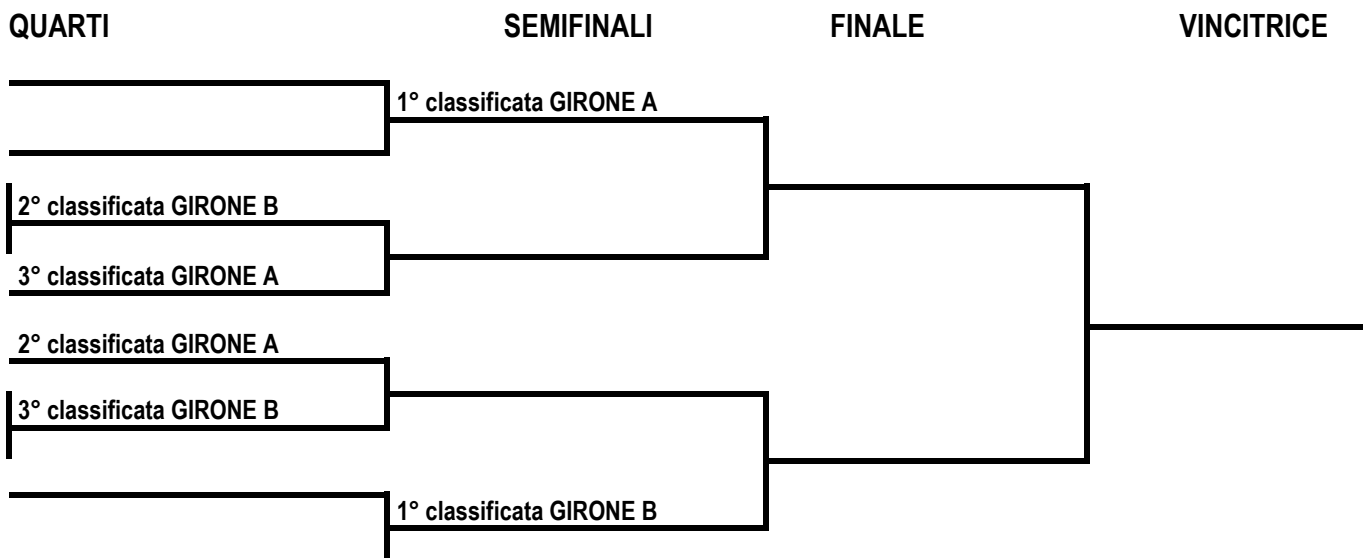 QUARTI SEMIFINALI FINALE VINCITRICE
1° classificata GIRONE A
2° classificata GIRONE B
3° classificata GIRONE A
2° classificata GIRONE A
3° classificata GIRONE B
1° classificata GIRONE B